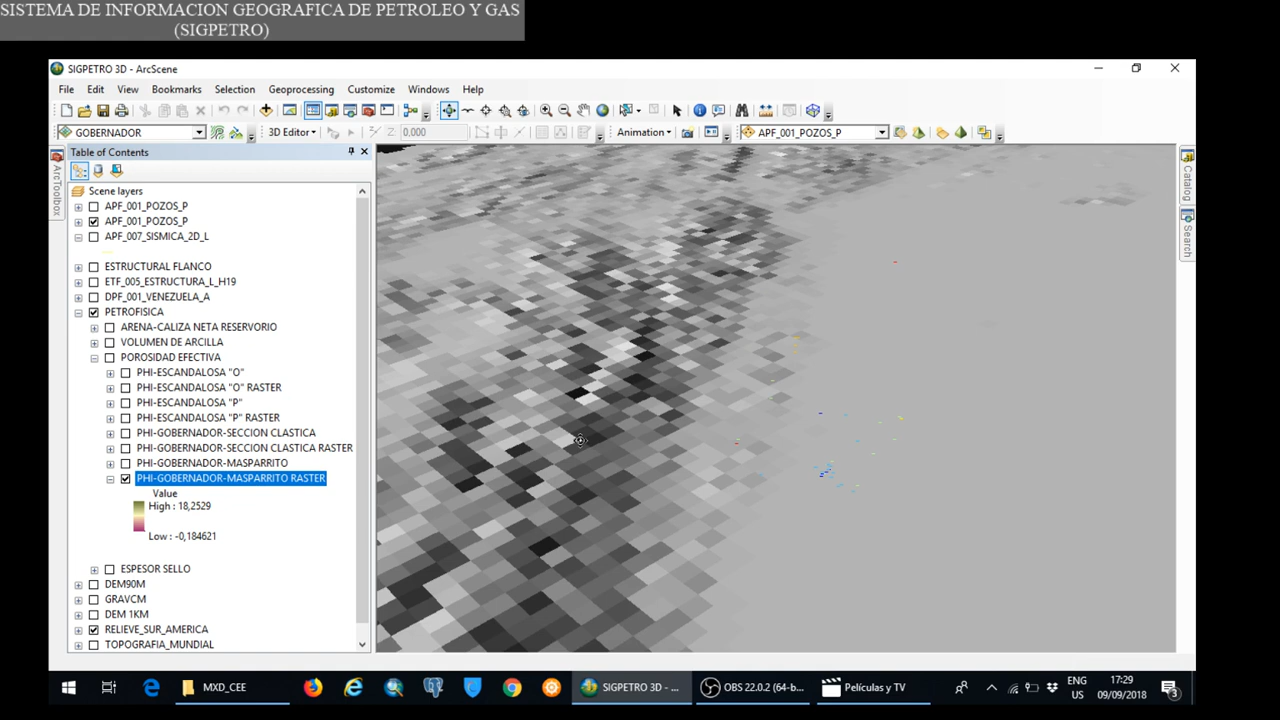 SISTEMA DE INFORMACION GEOGRAFICA DE PETROLEO Y GAS
(SIGPETRO)
SIGPETRO 3D - ArcScene
File Edit View Bookmarks Selection Geoprocessing Customize Windows Help
GOBERNADOR 3D Editor 0,000 Animation APF_001_POZOS_P
Table of Contents
ArcToolbox
Catalog
Search
Scene layers
APF_001_POZOS_P
APF_001_POZOS_P
APF_007_SISMICA_2D_L
ESTRUCTURAL FLANCO
ETF_005_ESTRUCTURA_L_H19
DPF_001_VENEZUELA_A
PETROFISICA
ARENA-CALIZA NETA RESERVORIO
VOLUMEN DE ARCILLA
POROSIDAD EFECTIVA
PHI-ESCANDALOSA "O"
PHI-ESCANDALOSA "O" RASTER
PHI-ESCANDALOSA "P"
PHI-ESCANDALOSA "P" RASTER
PHI-GOBERNADOR-SECCION CLASTICA
PHI-GOBERNADOR-SECCION CLASTICA RASTER
PHI-GOBERNADOR-MASPARRITO
PHI-GOBERNADOR-MASPARRITO RASTER
Value
High : 18,2529
Low : -0,184621
ESPESOR SELLO
DEM90M
GRAVCM
DEM 1KM
RELIEVE_SUR_AMERICA
TOPOGRAFIA_MUNDIAL
MXD_CEE
SIGPETRO 3D - ...
OBS 22.0.2 (64-b...
Películas y TV
ENG
US
17:29
09/09/2018
3